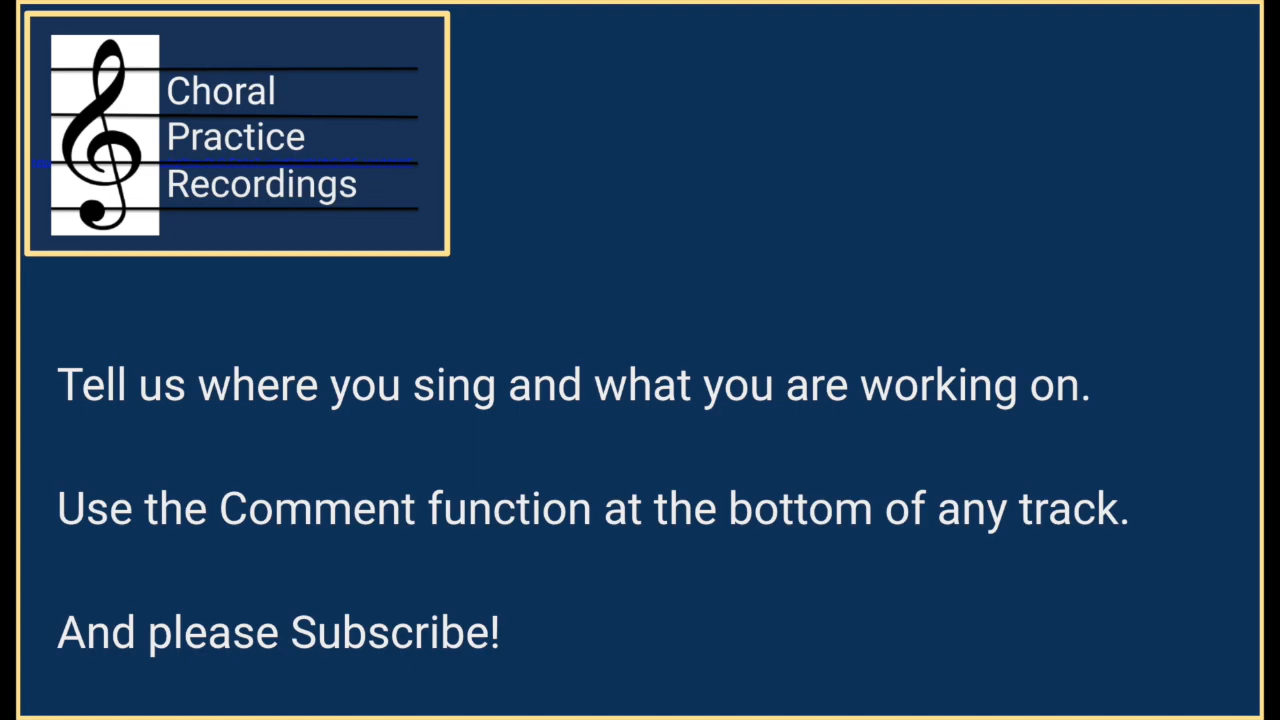 Choral
Practice
Recordings
Tell us where you sing and what you are working on.
Use the Comment function at the bottom of any track.
And please Subscribe!